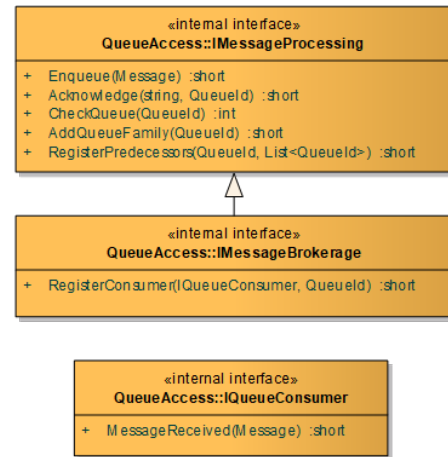 «internal interface»
QueueAccess::IMessageProcessing
+ Enqueue(Message) :short
+ Acknowledge(string, QueueId) :short
+ CheckQueue(QueueId) :int
+ AddQueueFamily(QueueId) :short
+ RegisterPredecessors(QueueId, List<QueueId>) :short
«internal interface»
QueueAccess::IMessageBrokerage
+ RegisterConsumer(IQueueConsumer, QueueId) :short
«internal interface»
QueueAccess::IQueueConsumer
+ MessageReceived(Message) :short